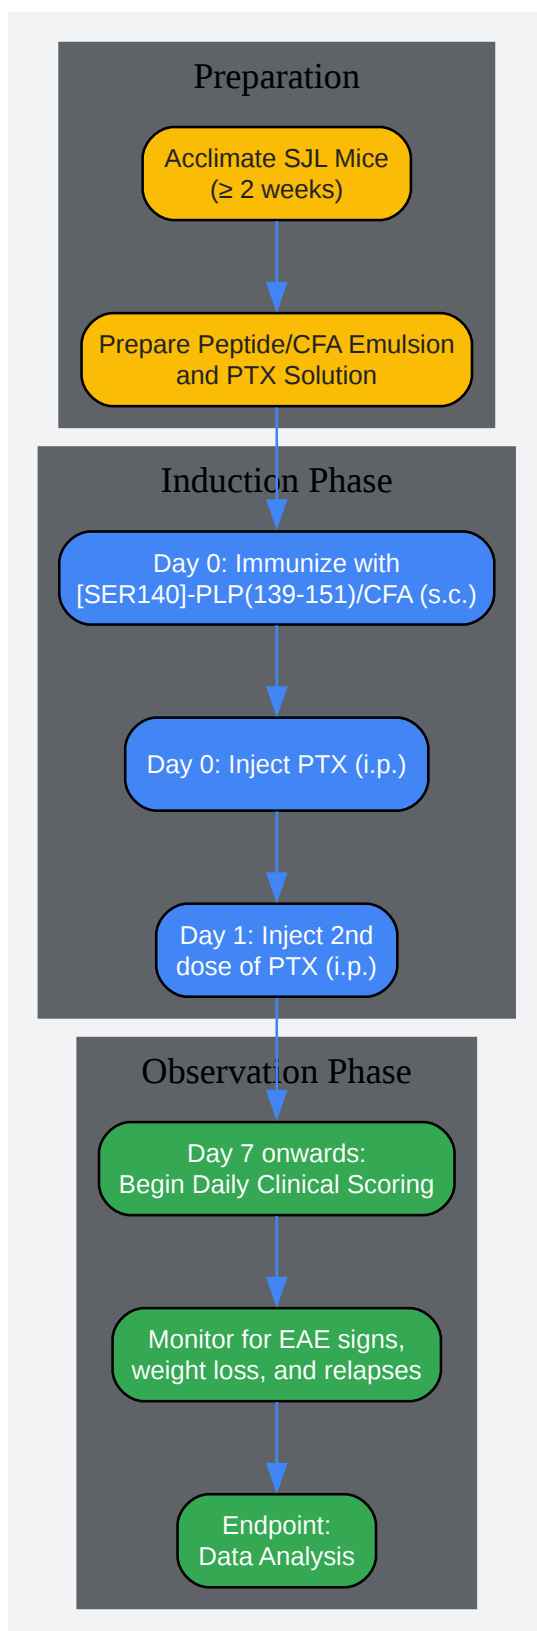 Preparation
Acclimate SJL Mice
(≥ 2 weeks)
Prepare Peptide/CFA Emulsion
and PTX Solution
Induction Phase
Day 0: Immunize with
[SER140]-PLP(139-151)/CFA (s.c.)
Day 0: Inject PTX (i.p.)
Day 1: Inject 2nd
dose of PTX (i.p.)
Observation Phase
Day 7 onwards:
Begin Daily Clinical Scoring
Monitor for EAE signs,
weight loss, and relapses
Endpoint:
Data Analysis